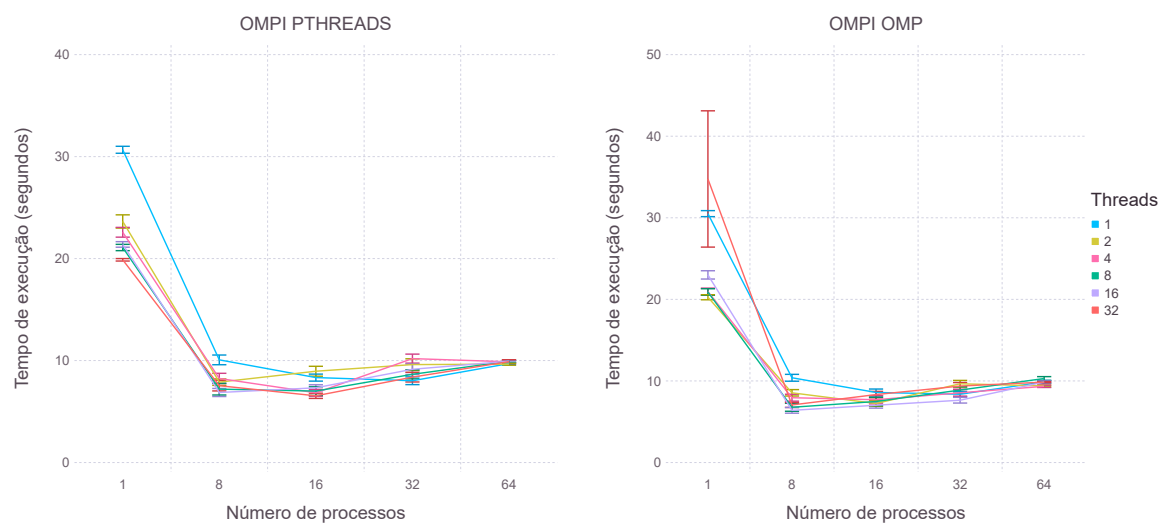 OMPI PTHREADS
Tempo de execução (segundos)
40
30
20
10
0
1 8 16 32 64
Número de processos
OMPI OMP
Tempo de execução (segundos)
50
40
30
20
10
0
1 8 16 32 64
Número de processos
Threads
1
2
4
8
16
32